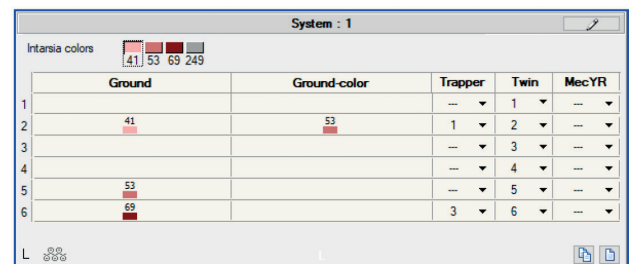 System : 1
Intarsia colors
41 53 69 249
Ground Ground-color Trapper Twin MecYR
1 --- 1 ---
2 41 53 1 2 ---
3 --- 3 ---
4 --- 4 ---
5 53 --- 5 ---
6 69 3 6 ---
L L